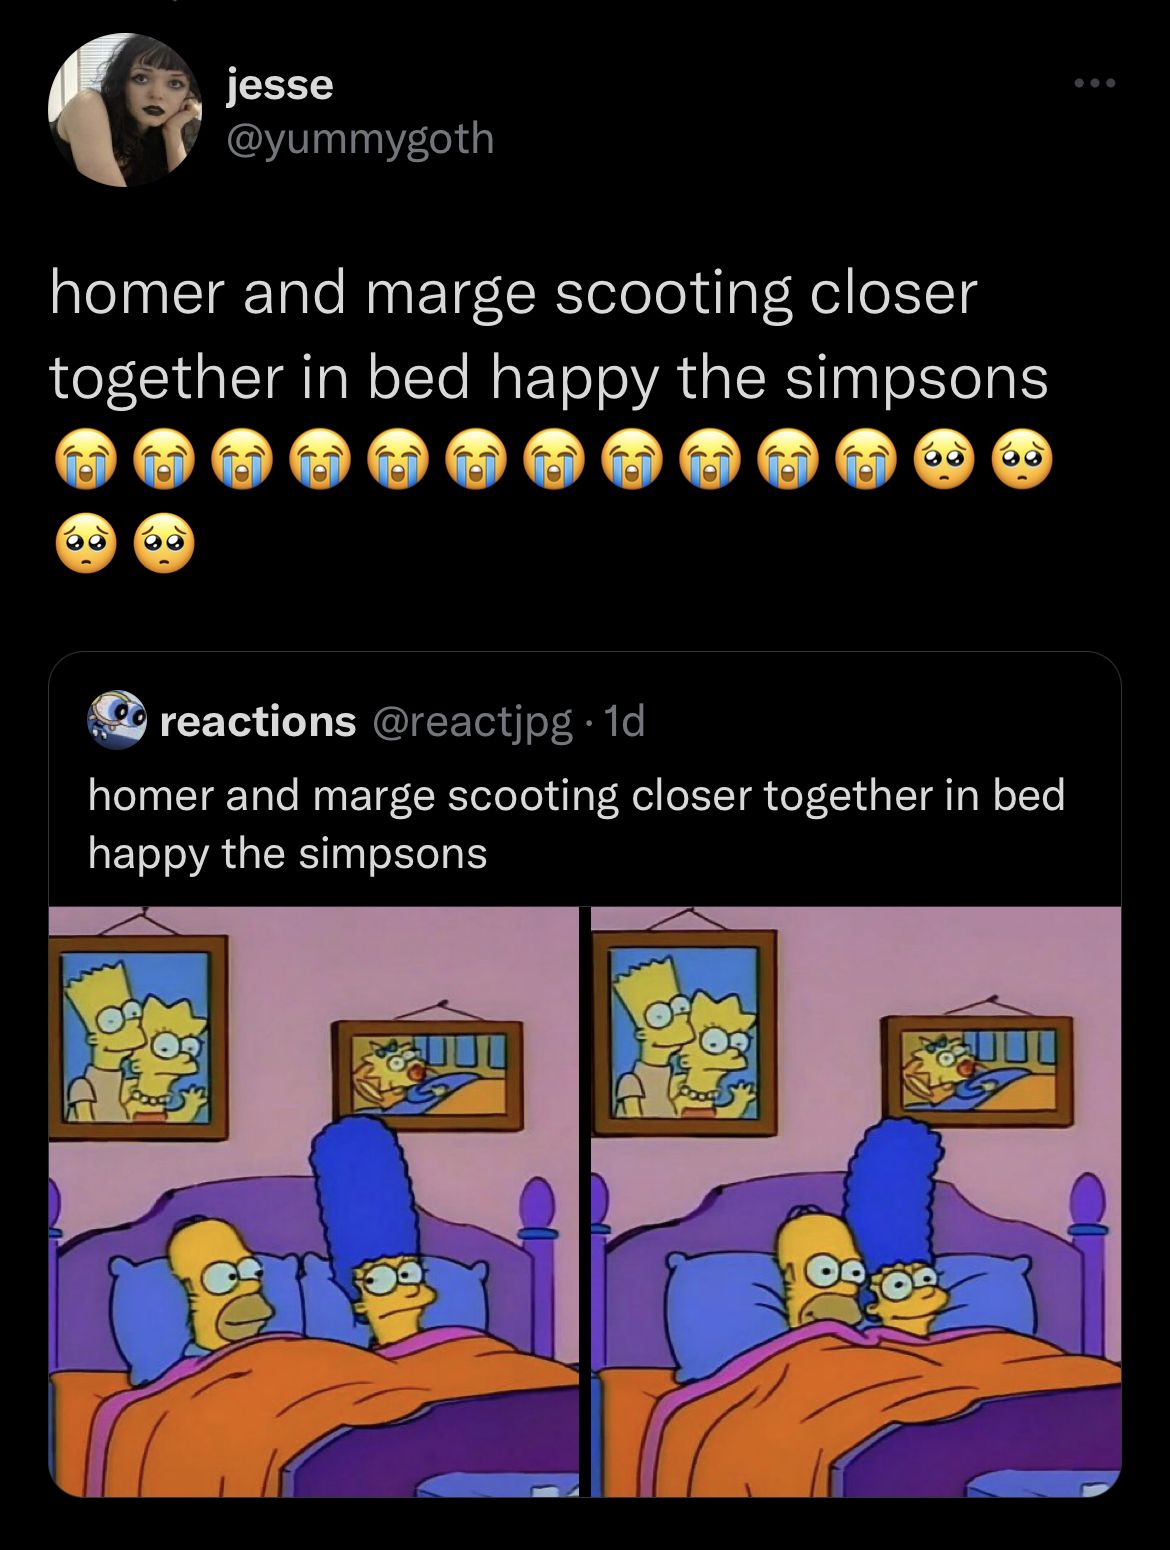 jesse
@yummygoth
homer and marge scooting closer
together in bed happy the simpsons
😭😭😭😭😭😭😭😭😭😭😭🥺🥺
🥺🥺
reactions @reactjpg · 1d
homer and marge scooting closer together in bed
happy the simpsons